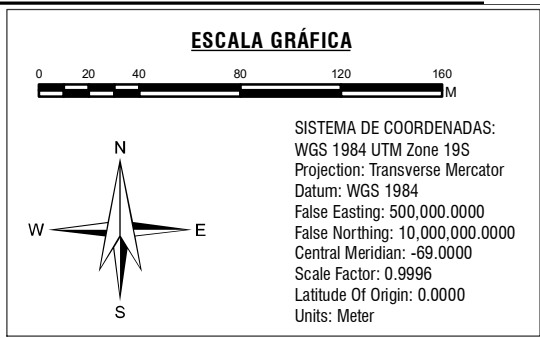 ESCALA GRÁFICA
0 20 40 80 120 160
M
N
W E
S
SISTEMA DE COORDENADAS:
WGS 1984 UTM Zone 19S
Projection: Transverse Mercator
Datum: WGS 1984
False Easting: 500,000.0000
False Northing: 10,000,000.0000
Central Meridian: -69.0000
Scale Factor: 0.9996
Latitude Of Origin: 0.0000
Units: Meter